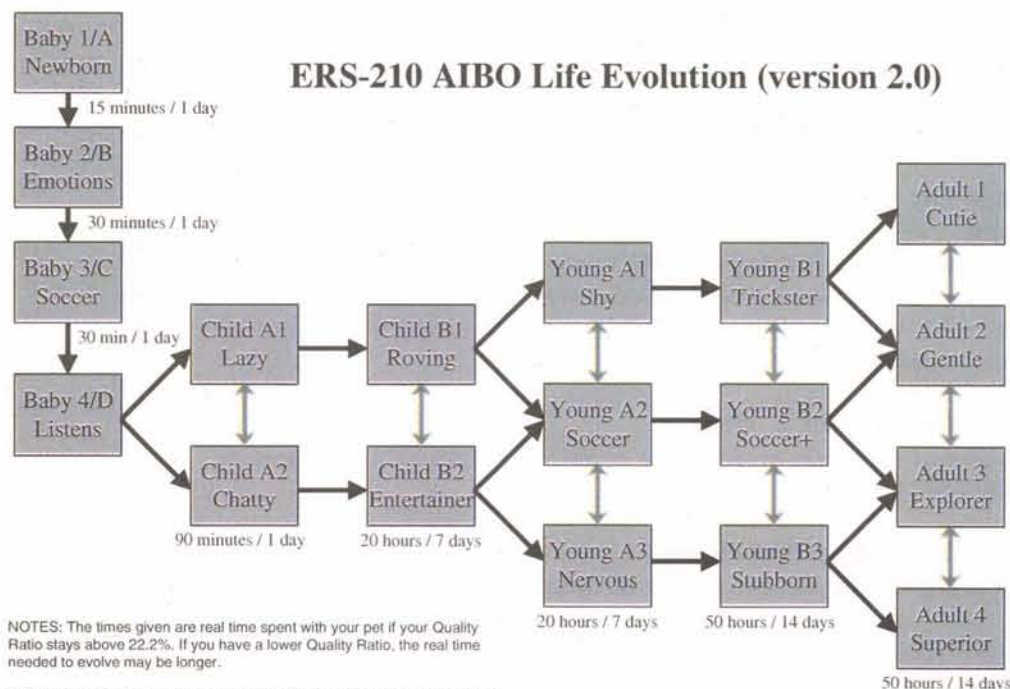 ERS-210 AIBO Life Evolution (version 2.0)
Baby 1/A
Newborn
15 minutes / 1 day
Baby 2/B
Emotions
30 minutes / 1 day
Baby 3/C
Soccer
30 min / 1 day
Baby 4/D
Listens
Child A1
Lazy
Child A2
Chatty
90 minutes / 1 day
Child B1
Roving
Child B2
Entertainer
20 hours / 7 days
Young A1
Shy
Young A2
Soccer
Young A3
Nervous
20 hours / 7 days
Young B1
Trickster
Young B2
Soccer+
Young B3
Stubborn
50 hours / 14 days
Adult 1
Cutie
Adult 2
Gentle
Adult 3
Explorer
Adult 4
Superior
50 hours / 14 days
NOTES: The times given are real time spent with your pet if your Quality
Ratio stays above 22.2%. If you have a lower Quality Ratio, the real time
needed to evolve may be longer.